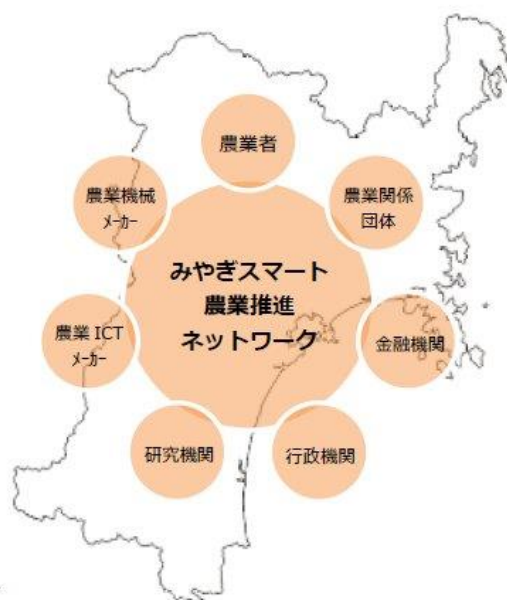 農業者
農業関係
団体
金融機関
行政機関
研究機関
農業 ICT
ﾒｰｶｰ
農業機械
ﾒｰｶｰ
みやぎスマート
農業推進
ネットワーク